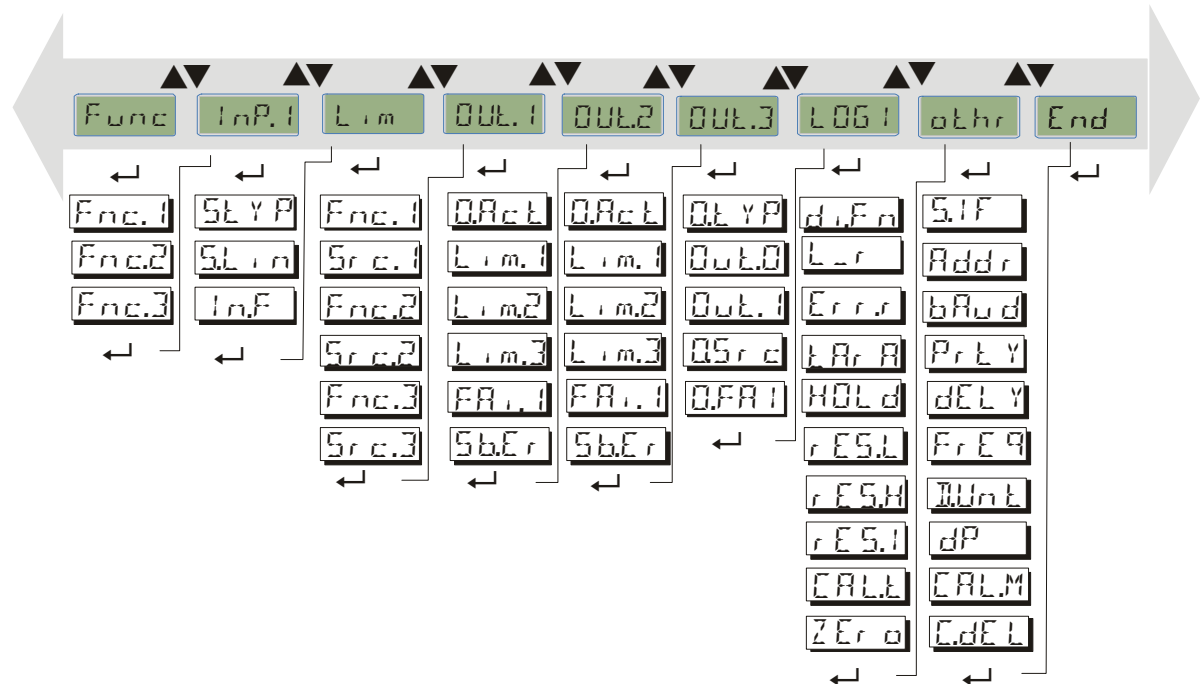 Func InP.1 Lim OUt.1 OUt.2 OUt.3 LOG1 othr End
Fnc.1 S.tYP Fnc.1 O.Act O.Act O.tYP di.Fn S.IF
Fnc.2 S.Lin Src.1 Lim.1 Lim.1 Out.0 L_r Addr
Fnc.3 In.F Fnc.2 Lim.2 Lim.2 Out.1 Err.r bAud
Src.2 Lim.3 Lim.3 O.Src tArA PrtY
Fnc.3 FAi.1 FAi.1 O.FAI HOLd dELY
Src.3 Sb.Er Sb.Er rES.L FrEq
rES.H D.Unt
rES.I dP
CAL.t CAL.M
ZEro C.dEL